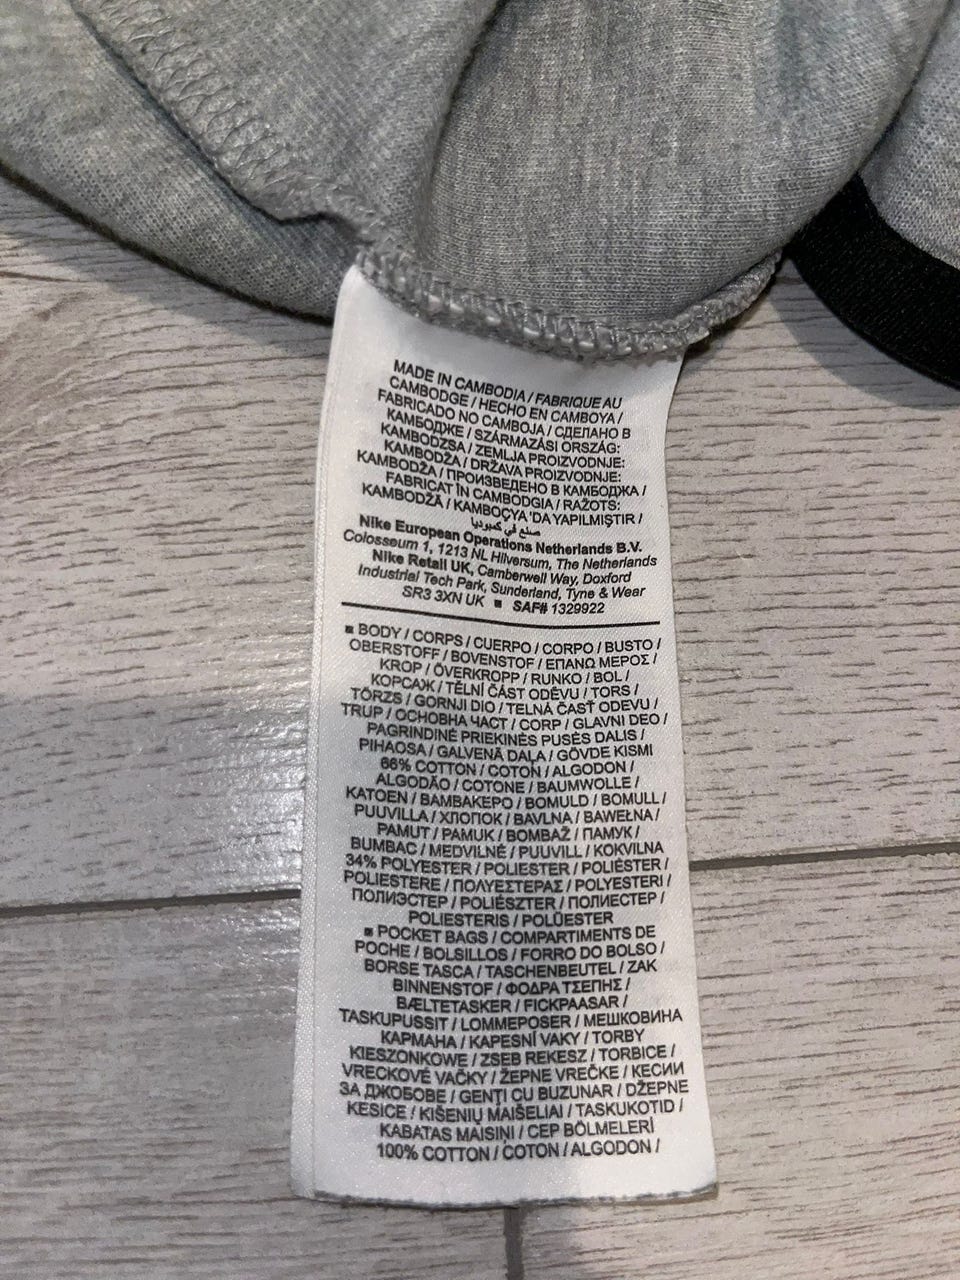 MADE IN CAMBODIA / FABRIQUE AU
CAMBODGE / HECHO EN CAMBOYA /
FABRICADO NO CAMBOJA / СДЕЛАНО В
КАМБОДЖЕ / SZÁRMAZÁSI ORSZÁG:
KAMBODZSA / ZEMLJA PROIZVODNJE:
KAMBODŽA / DRŽAVA PROIZVODNJE:
KAMBODŽA / ПРОИЗВЕДЕНО В КАМБОДЖА /
FABRICAT ÎN CAMBODGIA / RAŽOTS:
KAMBODŽĀ / KAMBOÇYA 'DA YAPILMIŞTIR /
صنع في كمبوديا
Nike European Operations Netherlands B.V.
Colosseum 1, 1213 NL Hilversum, The Netherlands
Nike Retail UK, Camberwell Way, Doxford
Industrial Tech Park, Sunderland, Tyne & Wear
SR3 3XN UK ■ SAF# 1329922
■ BODY / CORPS / CUERPO / CORPO / BUSTO /
OBERSTOFF / BOVENSTOF / ΕΠΑΝΩ ΜΕΡΟΣ /
KROP / ÖVERKROPP / RUNKO / BOL /
КОРСАЖ / TĚLNÍ ČÁST ODĚVU / TORS /
TÖRZS / GORNJI DIO / TELNÁ ČASŤ ODEVU /
TRUP / ОСНОВНА ЧАСТ / CORP / GLAVNI DEO /
PAGRINDINĖ PRIEKINĖS PUSĖS DALIS /
PIHAOSA / GALVENĀ DAĻA / GÖVDE KISMI
66% COTTON / COTON / ALGODON /
ALGODÃO / COTONE / BAUMWOLLE /
KATOEN / ΒΑΜΒΑΚΕΡΟ / BOMULD / BOMULL /
PUUVILLA / ХЛОПОК / BAVLNA / BAWEŁNA /
PAMUT / PAMUK / BOMBAŽ / ПАМУК /
BUMBAC / MEDVILNĖ / PUUVILL / KOKVILNA
34% POLYESTER / POLIESTER / POLIÉSTER /
POLIESTERE / ΠΟΛΥΕΣΤΕΡΑΣ / POLYESTERI /
ПОЛИЭСТЕР / POLIÉSZTER / ПОЛИЕСТЕР /
POLIESTERIS / POLÜESTER
■ POCKET BAGS / COMPARTIMENTS DE
POCHE / BOLSILLOS / FORRO DO BOLSO /
BORSE TASCA / TASCHENBEUTEL / ZAK
BINNENSTOF / ΦΟΔΡΑ ΤΣΕΠΗΣ /
BÆLTETASKER / FICKPAASAR /
TASKUPUSSIT / LOMMEPOSER / МЕШКОВИНА
КАРМАНА / KAPESNÍ VAKY / TORBY
KIESZONKOWE / ZSEB REKESZ / TORBICE /
VRECKOVÉ VAČKY / ŽEPNE VREČKE / КЕСИИ
ЗА ДЖОБОВЕ / GENȚI CU BUZUNAR / DŽEPNE
KESICE / KIŠENIŲ MAIŠELIAI / TASKUKOTID /
KABATAS MAISIŅI / CEP BÖLMELERİ
100% COTTON / COTON / ALGODON /